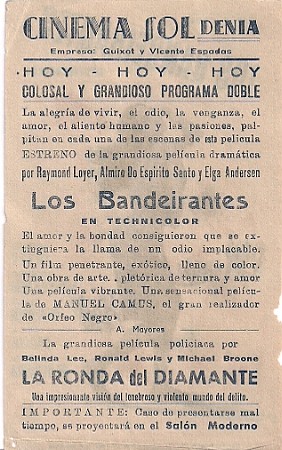 CINEMA SOL DENIA
Empresa: Guixot y Vicente Espadas
HOY - HOY - HOY
COLOSAL Y GRANDIOSO PROGRAMA DOBLE
La alegría de vivir, el odio, la venganza, el
amor, el aliento humano y las pasiones, pal-
pitan en cada una de las escenas de esta película
ESTRENO de la grandiosa película dramática
por Raymond Loyer, Almiro Do Espirito Santo y Elga Andersen
Los Bandeirantes
EN TECHNICOLOR
El amor y la bondad consiguieron que se ex-
tinguiera la llama de un odio implacable.
Un film penetrante, exótico, lleno de color.
Una obra de arte, pletórica de ternura y amor
Una película vibrante. Una sensacional pelícu-
la de MANUEL CAMUS, el gran realizador
de «Orfeo Negro»
A. Mayores
La grandiosa película policiaca por
Belinda Lee, Ronald Lewis y Michael Broone
LA RONDA del DIAMANTE
Una impresionante visión del tenebroso y violento mundo del delito.
IMPORTANTE: Caso de presentarse mal
tiempo, se proyectará en el Salón Moderno